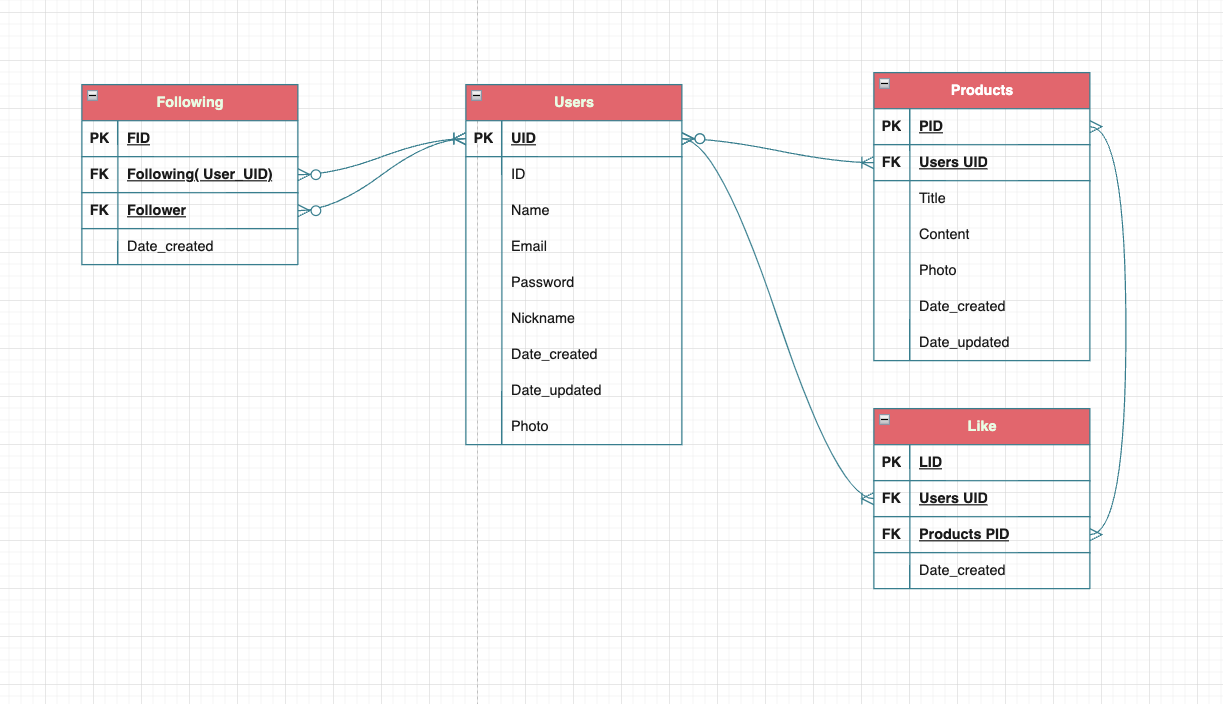 Following
PK FID
FK Following( User_UID)
FK Follower
Date_created
Users
PK UID
ID
Name
Email
Password
Nickname
Date_created
Date_updated
Photo
Products
PK PID
FK Users UID
Title
Content
Photo
Date_created
Date_updated
Like
PK LID
FK Users UID
FK Products PID
Date_created